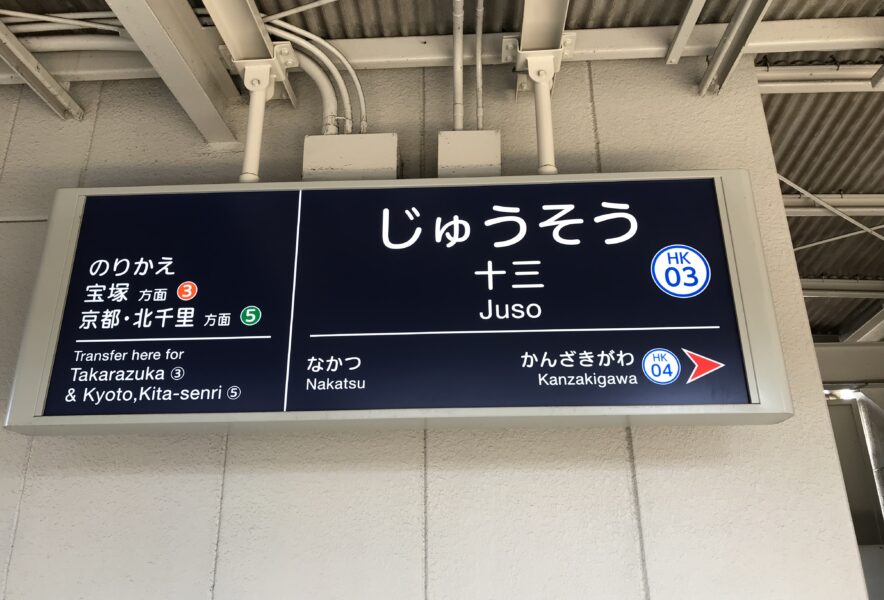 のりかえ
宝塚 方面 3
京都・北千里 方面 5
Transfer here for
Takarazuka ③
& Kyoto,Kita-senri ⑤
じゅうそう
十三
Juso
HK
03
なかつ
Nakatsu
かんざきがわ
Kanzakigawa
HK
04